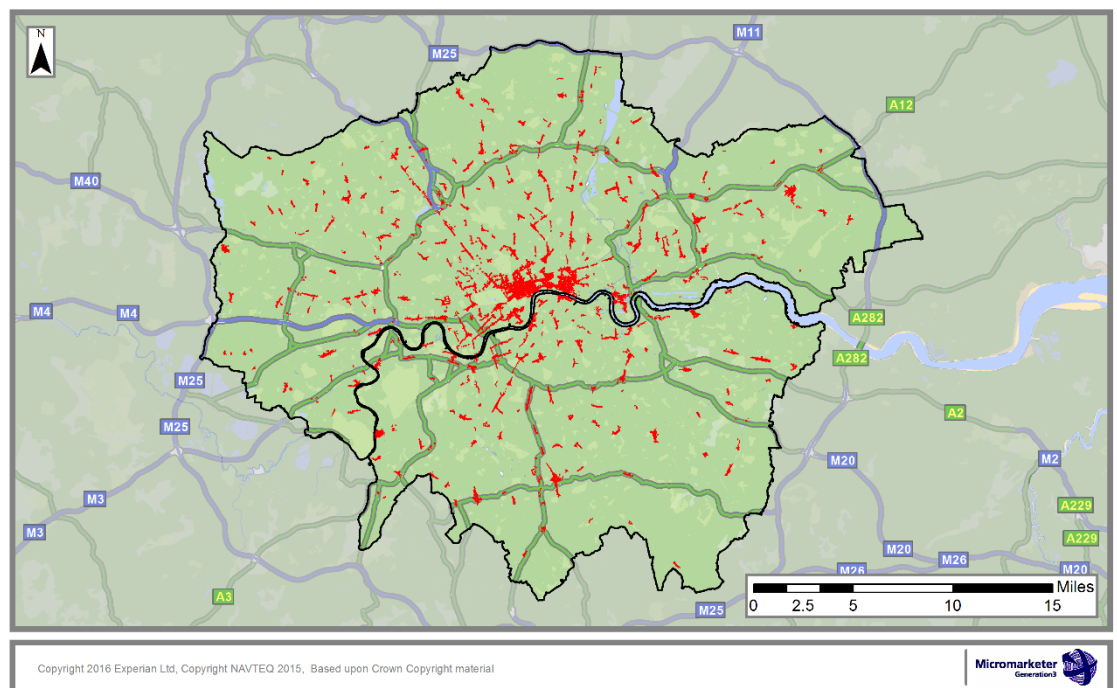 N
M11
M25
A12
M40
M4
M4
A282
A282
M25
A2
M25
M20
M2
M3
A229
M3
A229
M20
M26
M20
M26
A3
M25
Miles
0 2.5 5 10 15
Copyright 2016 Experian Ltd, Copyright NAVTEQ 2015, Based upon Crown Copyright material
Micromarketer
Generation3